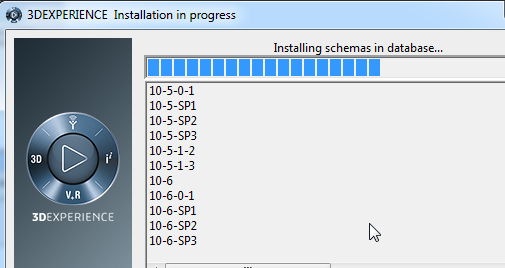 3DEXPERIENCE Installation in progress
Installing schemas in database...
10-5-0-1
10-5-SP1
10-5-SP2
10-5-SP3
10-5-1-2
10-5-1-3
10-6
10-6-0-1
10-6-SP1
10-6-SP2
10-6-SP3
3D
i²
V,R
3DEXPERIENCE